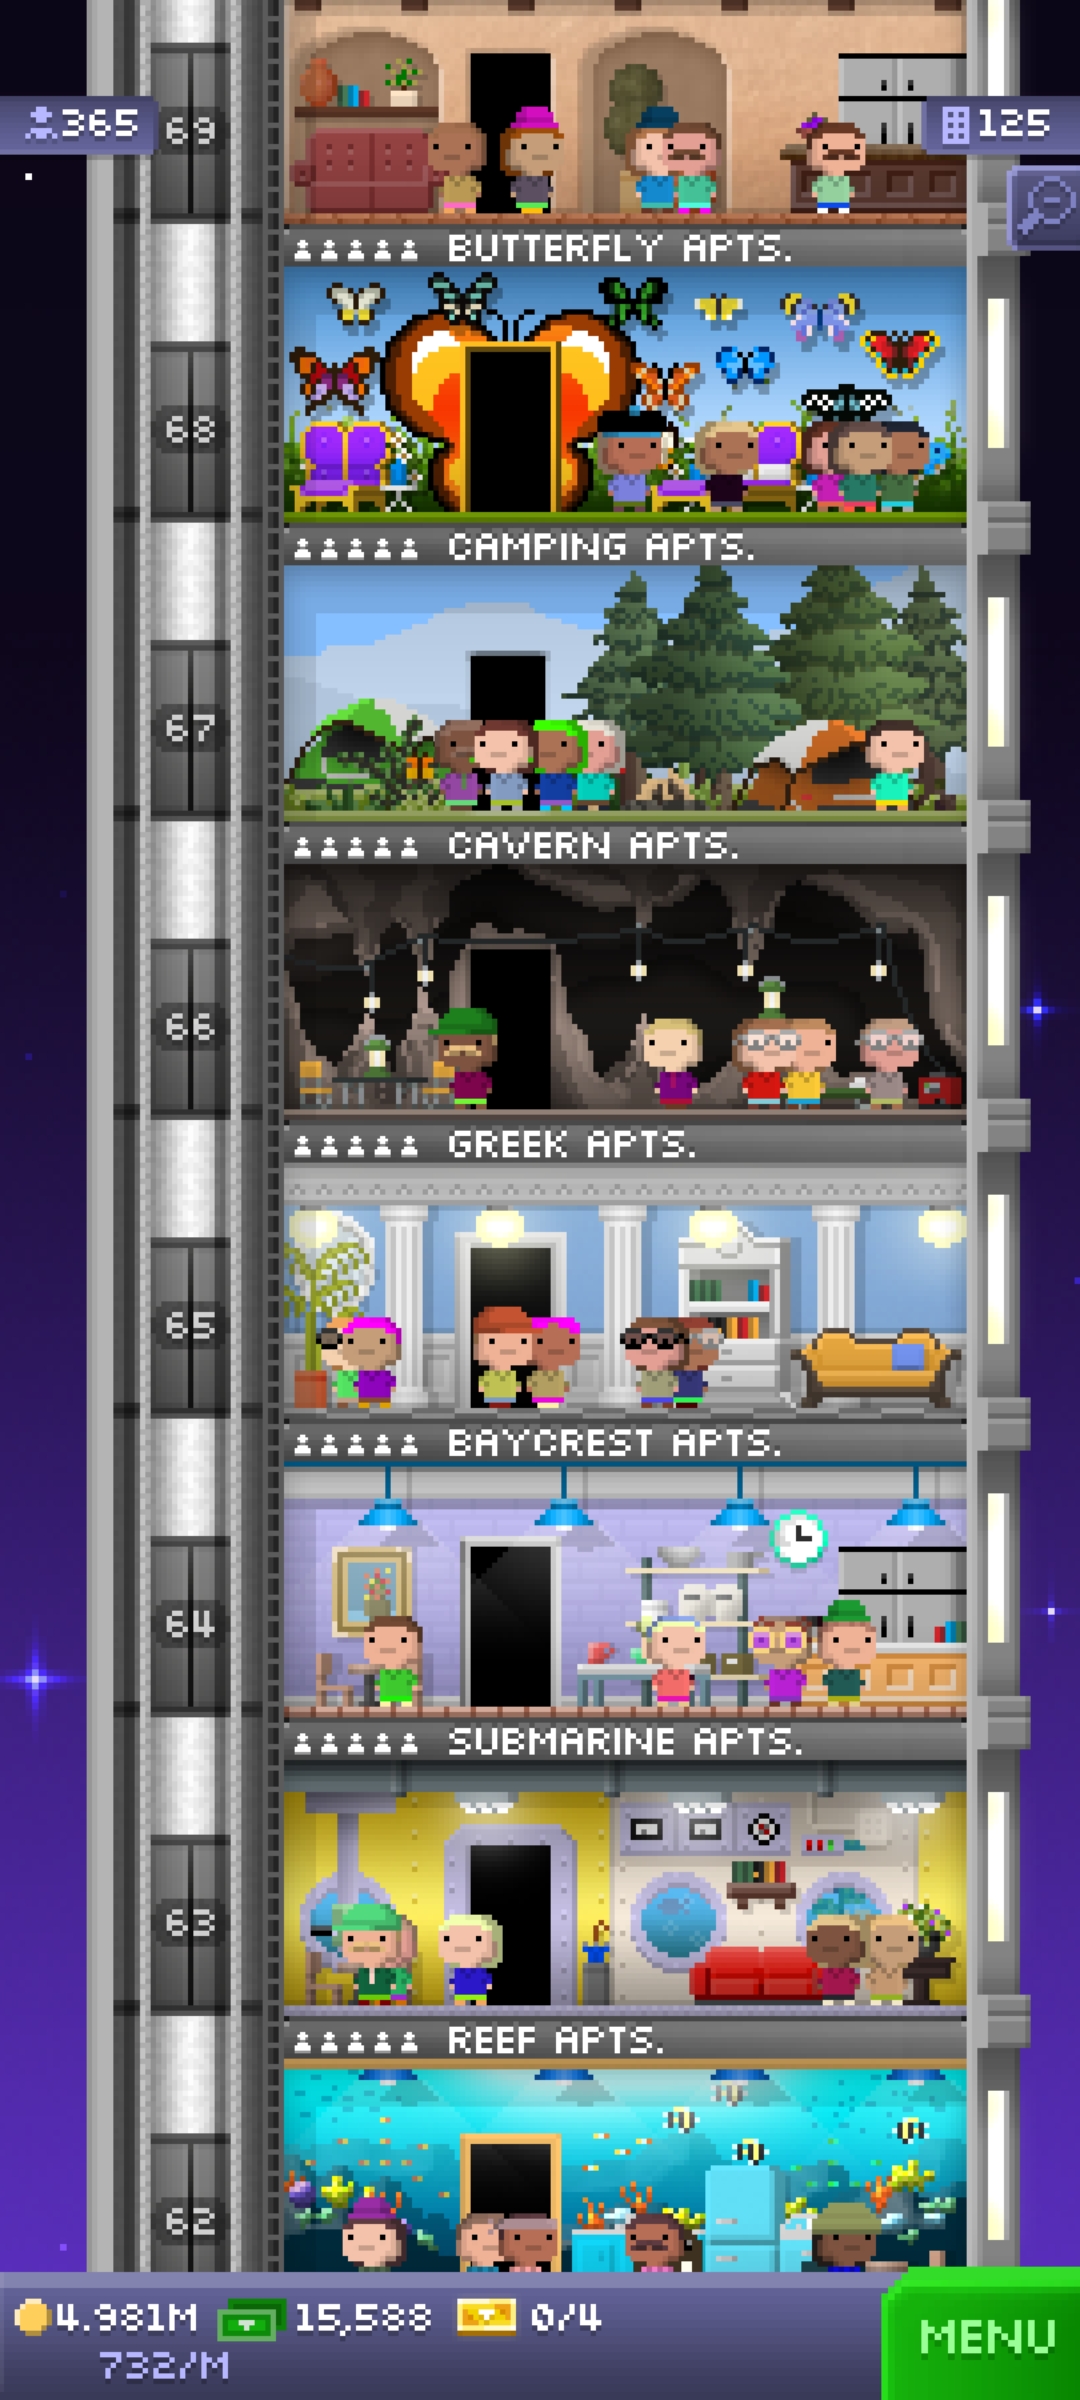 365
69
125
BUTTERFLY APTS.
68
CAMPING APTS.
67
CAVERN APTS.
66
GREEK APTS.
65
BAYCREST APTS.
64
SUBMARINE APTS.
63
REEF APTS.
62
4.981M 15,588 0/4
732/M
MENU